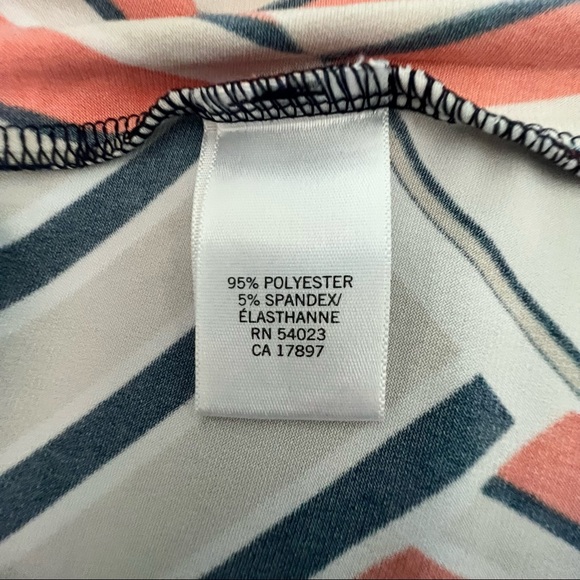 95% POLYESTER
5% SPANDEX/
ÉLASTHANNE
RN 54023
CA 17897